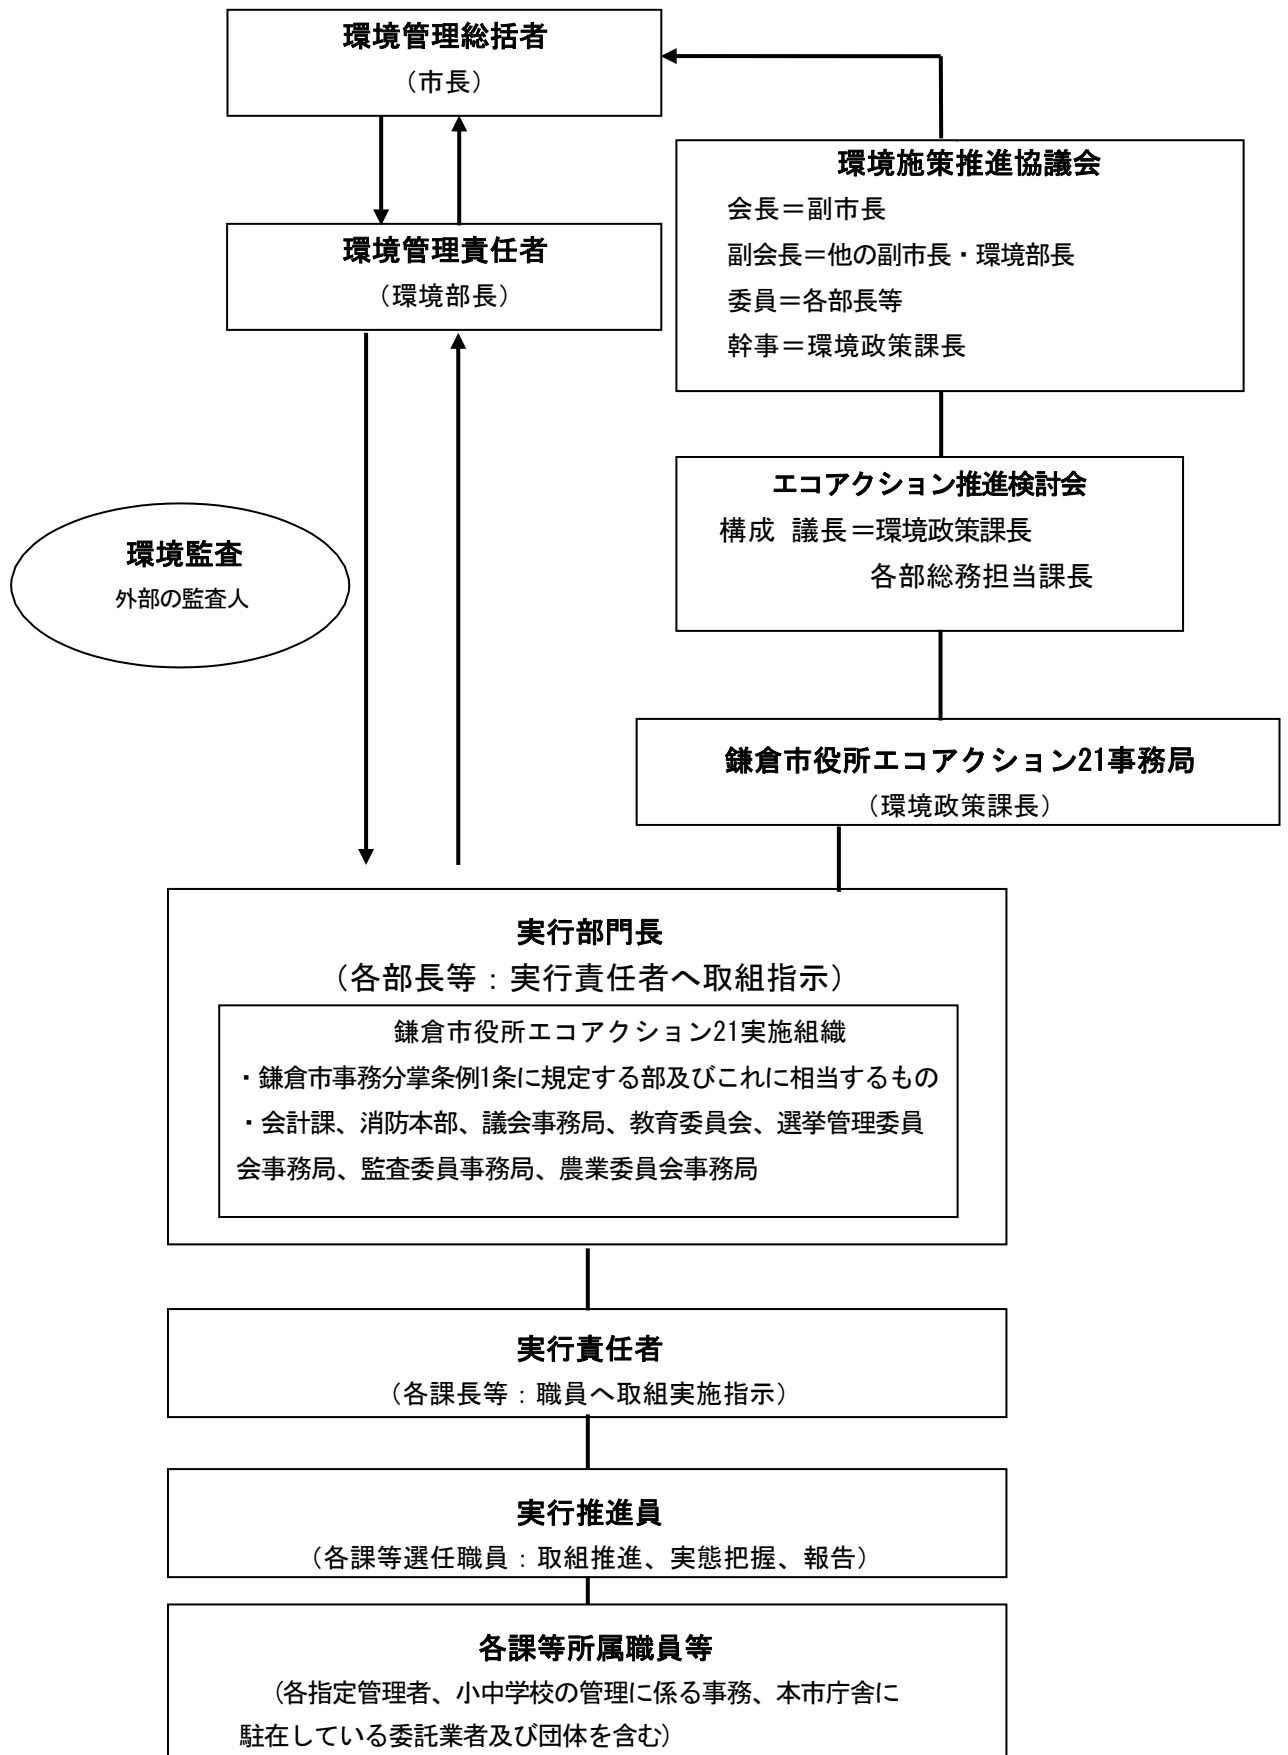 環境管理総括者
（市長）
環境施策推進協議会
会長＝副市長
副会長＝他の副市長・環境部長
委員＝各部長等
幹事＝環境政策課長
環境管理責任者
（環境部長）
エコアクション推進検討会
構成 議長＝環境政策課長
各部総務担当課長
環境監査
外部の監査人
鎌倉市役所エコアクション21事務局
（環境政策課長）
実行部門長
（各部長等：実行責任者へ取組指示）
鎌倉市役所エコアクション21実施組織
・鎌倉市事務分掌条例1条に規定する部及びこれに相当するもの
・会計課、消防本部、議会事務局、教育委員会、選挙管理委員
会事務局、監査委員事務局、農業委員会事務局
実行責任者
（各課長等：職員へ取組実施指示）
実行推進員
（各課等選任職員：取組推進、実態把握、報告）
各課等所属職員等
（各指定管理者、小中学校の管理に係る事務、本市庁舎に
駐在している委託業者及び団体を含む）